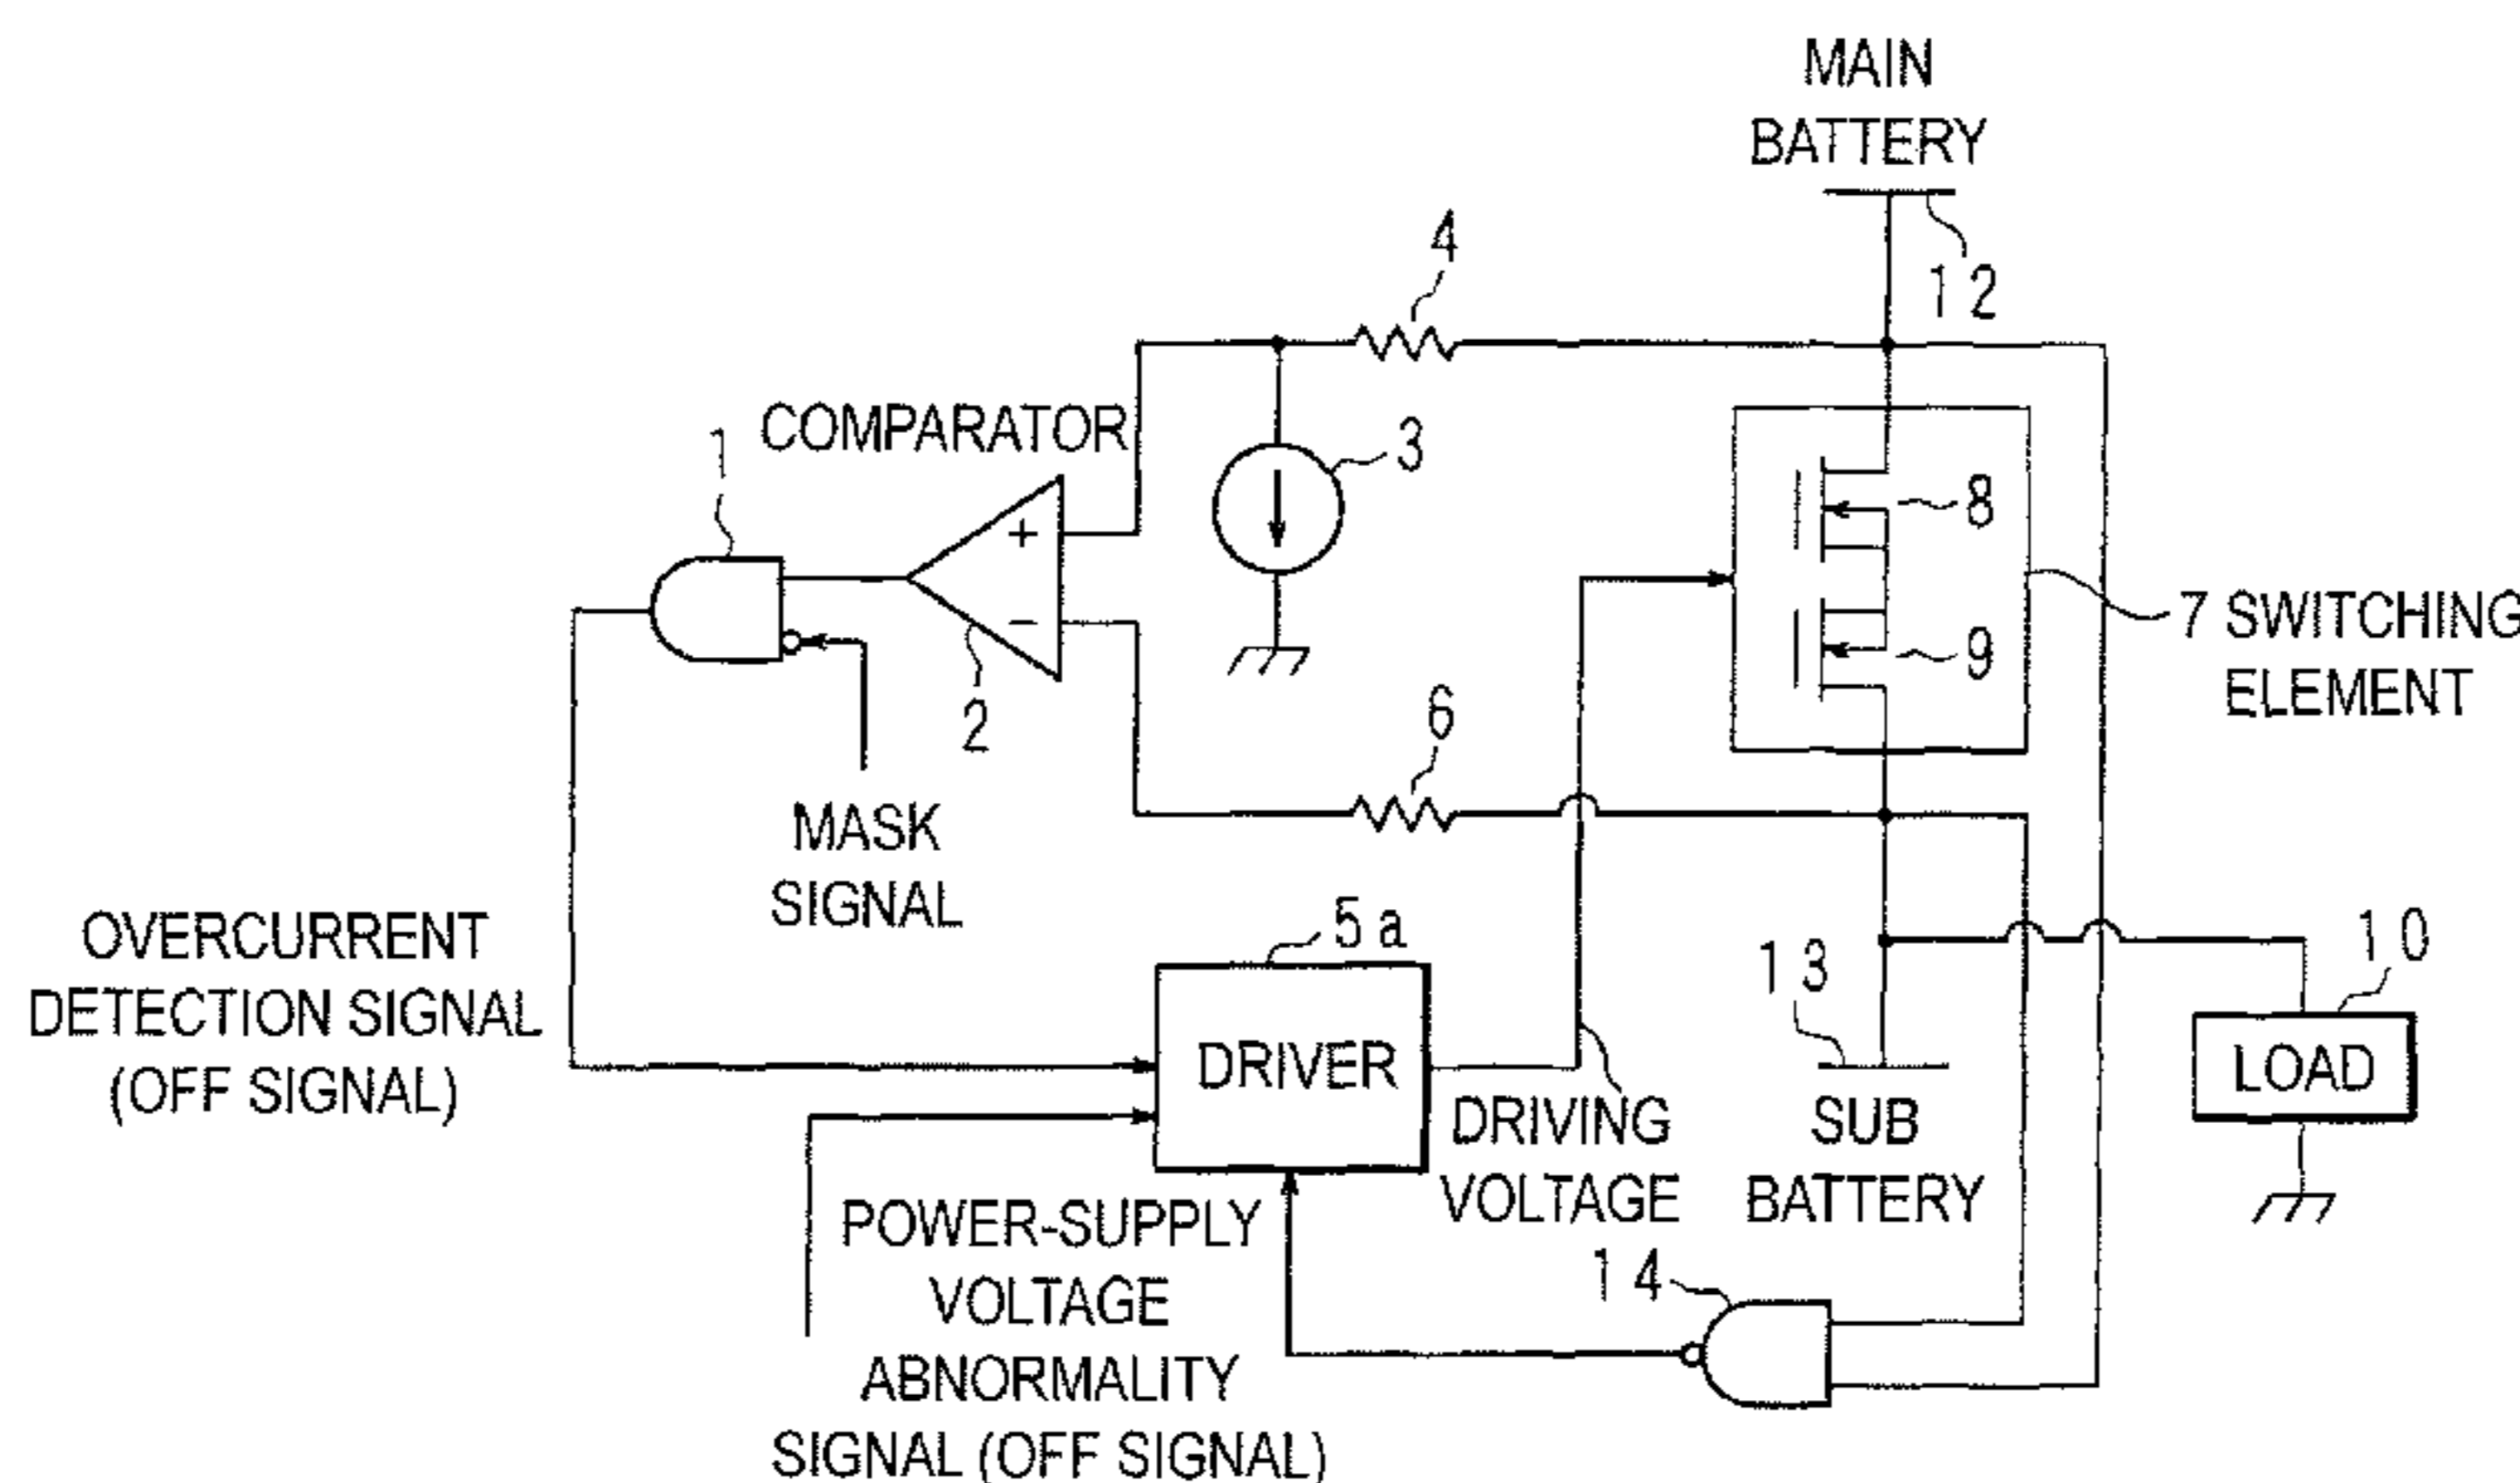 MAIN
BATTERY
12
4
COMPARATOR
1
3
8
7 SWITCHING
ELEMENT
9
2
6
MASK
SIGNAL
OVERCURRENT
DETECTION SIGNAL
(OFF SIGNAL)
5a
13
10
DRIVER
LOAD
DRIVING
VOLTAGE
SUB
BATTERY
POWER-SUPPLY
VOLTAGE
ABNORMALITY
SIGNAL (OFF SIGNAL)
14
+
−